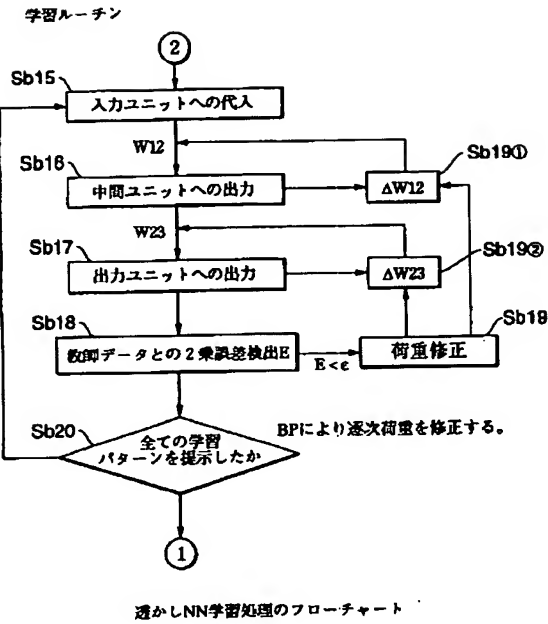 学習ルーチン
2
Sb15
入力ユニットへの代入
W12
Sb16
中間ユニットへの出力
ΔW12
Sb19①
W23
Sb17
出力ユニットへの出力
ΔW23
Sb19②
Sb18
教師データとの2乗誤差検出E
E<ε
荷重修正
Sb19
BPにより逐次荷重を修正する。
Sb20
全ての学習
パターンを提示したか
1
透かしNN学習処理のフローチャート